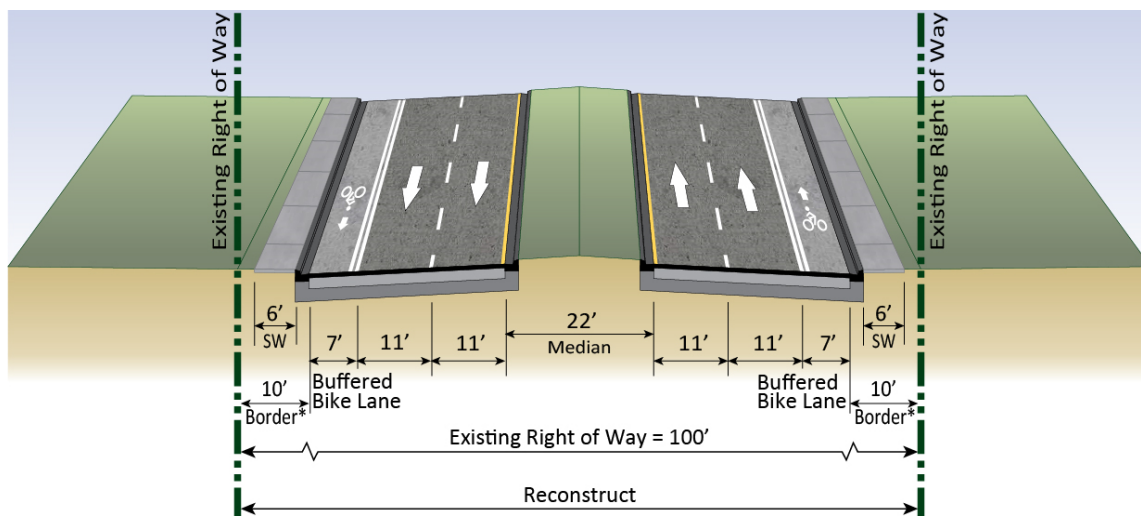 Existing Right of Way
Existing Right of Way
6’
SW
7’
11’
11’
22’
Median
11’
11’
7’
6’
SW
Buffered
Bike Lane
Buffered
Bike Lane
10’
Border*
10’
Border*
Existing Right of Way = 100’
Reconstruct